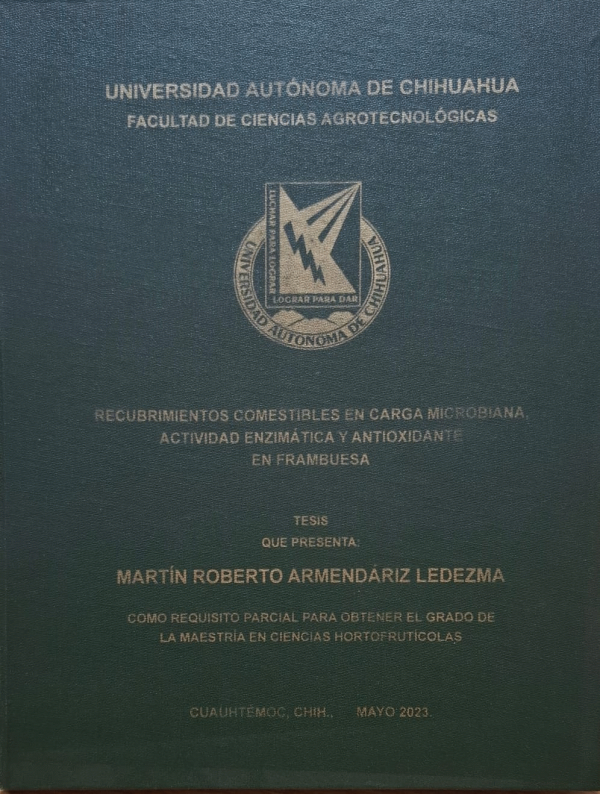 UNIVERSIDAD AUTÓNOMA DE CHIHUAHUA
FACULTAD DE CIENCIAS AGROTECNOLÓGICAS
LUCHAR PARA LOGRAR
LOGRAR PARA DAR
UNIVERSIDAD AUTONOMA DE CHIHUAHUA
RECUBRIMIENTOS COMESTIBLES EN CARGA MICROBIANA,
ACTIVIDAD ENZIMÁTICA Y ANTIOXIDANTE
EN FRAMBUESA
TESIS
QUE PRESENTA:
MARTÍN ROBERTO ARMENDÁRIZ LEDEZMA
COMO REQUISITO PARCIAL PARA OBTENER EL GRADO DE
LA MAESTRÍA EN CIENCIAS HORTOFRUTÍCOLAS
CUAUHTÉMOC, CHIH., MAYO 2023.